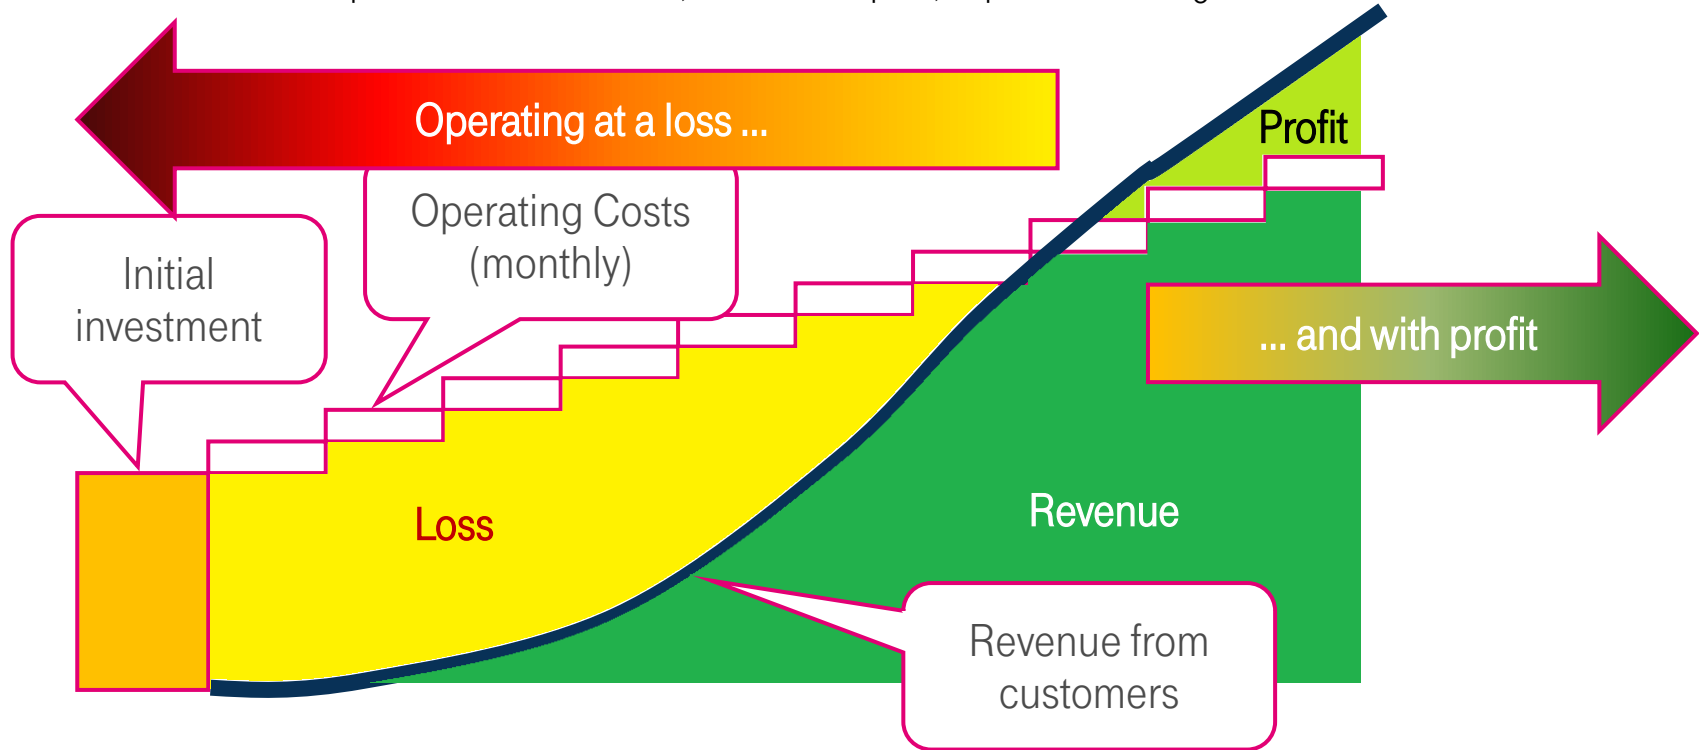 Operating at a loss ...
Profit
Operating Costs
(monthly)
Initial
investment
... and with profit
Loss
Revenue
Revenue from
customers